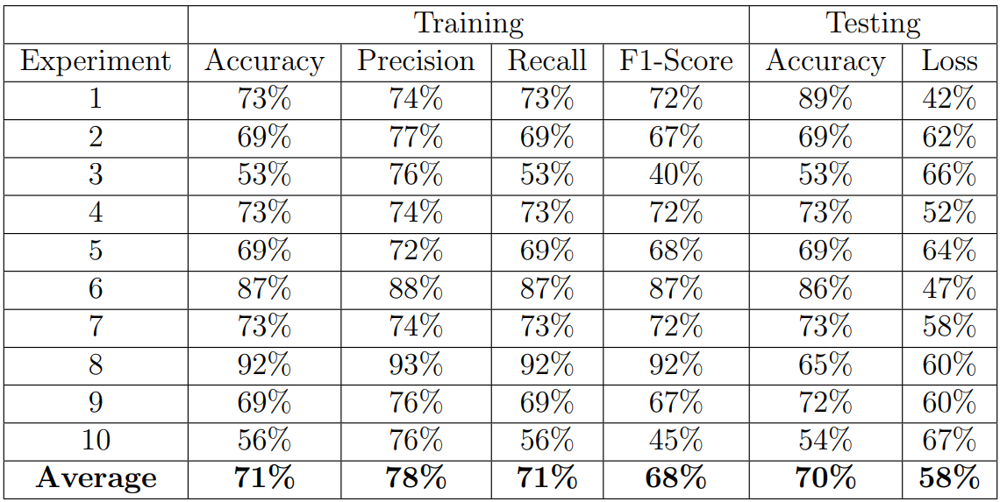 Training Testing
Experiment Accuracy Precision Recall F1-Score Accuracy Loss
1 73% 74% 73% 72% 89% 42%
2 69% 77% 69% 67% 69% 62%
3 53% 76% 53% 40% 53% 66%
4 73% 74% 73% 72% 73% 52%
5 69% 72% 69% 68% 69% 64%
6 87% 88% 87% 87% 86% 47%
7 73% 74% 73% 72% 73% 58%
8 92% 93% 92% 92% 65% 60%
9 69% 76% 69% 67% 72% 60%
10 56% 76% 56% 45% 54% 67%
Average 71% 78% 71% 68% 70% 58%